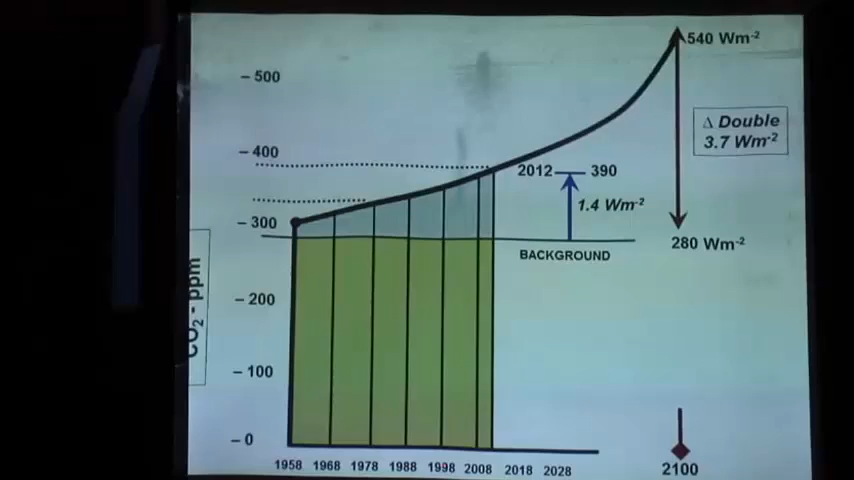 540 Wm-2
– 500
Δ Double
3.7 Wm-2
– 400
2012 390
1.4 Wm-2
– 300
280 Wm-2
BACKGROUND
CO2 - ppm
– 200
– 100
– 0
1958 1968 1978 1988 1998 2008 2018 2028 2100